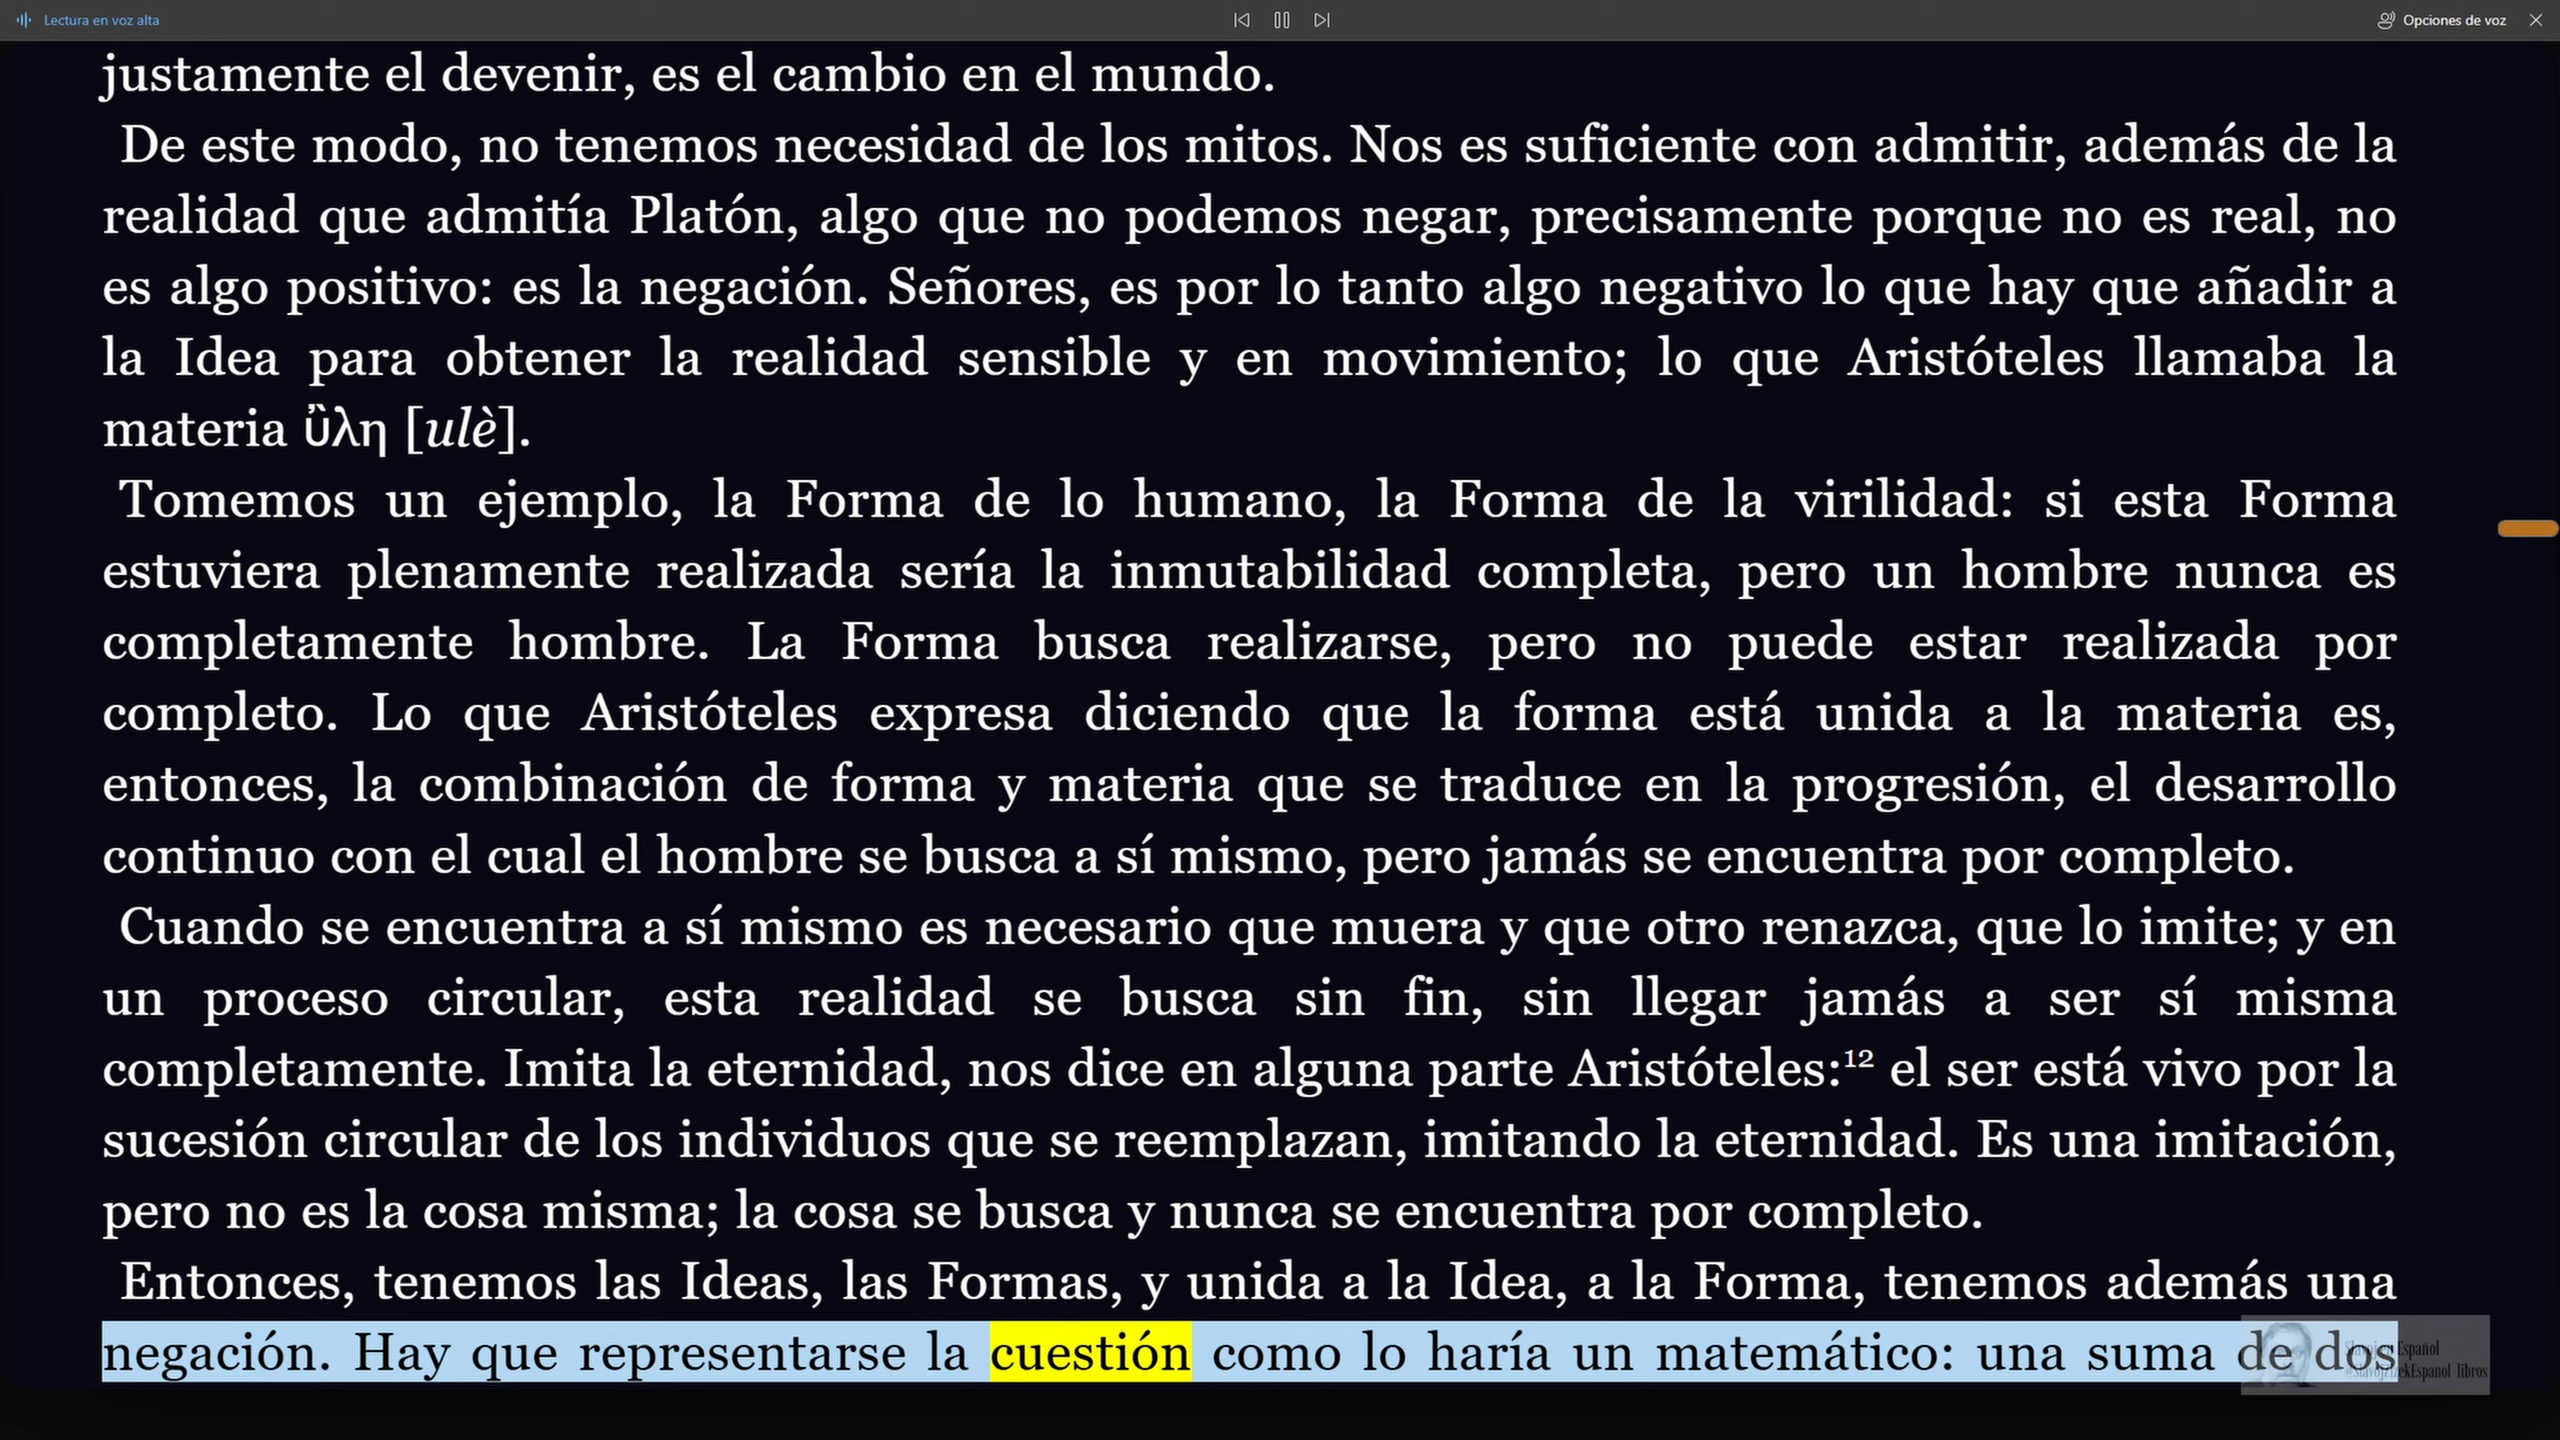 Lectura en voz alta
Opciones de voz
justamente el devenir, es el cambio en el mundo.
De este modo, no tenemos necesidad de los mitos. Nos es suficiente con admitir, además de la
realidad que admitía Platón, algo que no podemos negar, precisamente porque no es real, no
es algo positivo: es la negación. Señores, es por lo tanto algo negativo lo que hay que añadir a
la Idea para obtener la realidad sensible y en movimiento; lo que Aristóteles llamaba la
materia ὓλη [ulè].
Tomemos un ejemplo, la Forma de lo humano, la Forma de la virilidad: si esta Forma
estuviera plenamente realizada sería la inmutabilidad completa, pero un hombre nunca es
completamente hombre. La Forma busca realizarse, pero no puede estar realizada por
completo. Lo que Aristóteles expresa diciendo que la forma está unida a la materia es,
entonces, la combinación de forma y materia que se traduce en la progresión, el desarrollo
continuo con el cual el hombre se busca a sí mismo, pero jamás se encuentra por completo.
Cuando se encuentra a sí mismo es necesario que muera y que otro renazca, que lo imite; y en
un proceso circular, esta realidad se busca sin fin, sin llegar jamás a ser sí misma
completamente. Imita la eternidad, nos dice en alguna parte Aristóteles:¹² el ser está vivo por la
sucesión circular de los individuos que se reemplazan, imitando la eternidad. Es una imitación,
pero no es la cosa misma; la cosa se busca y nunca se encuentra por completo.
Entonces, tenemos las Ideas, las Formas, y unida a la Idea, a la Forma, tenemos además una
negación. Hay que representarse la cuestión como lo haría un matemático: una suma de dos
Español
libros